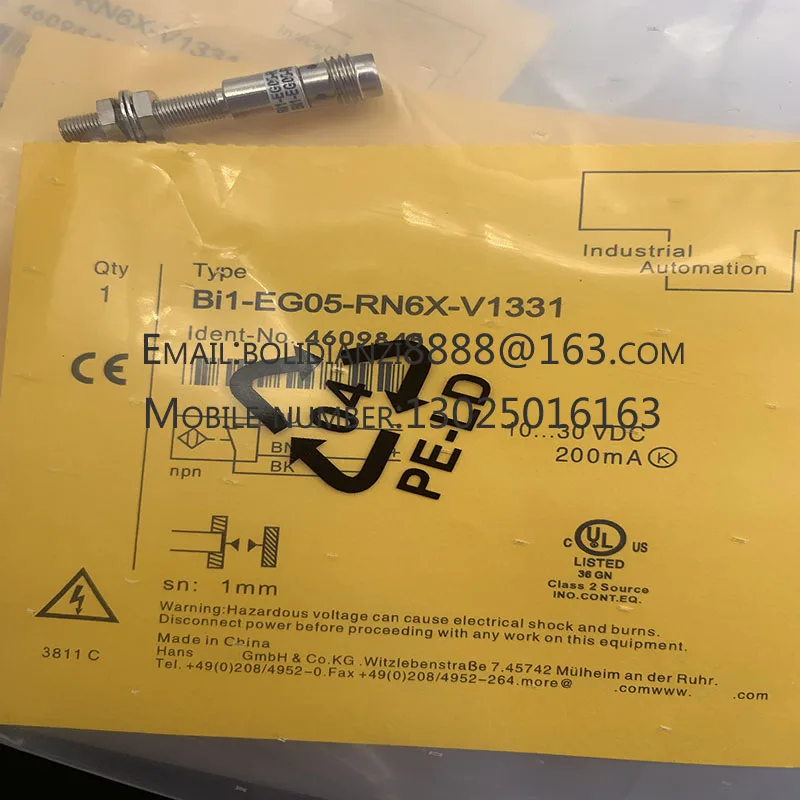 -RN6X-V1331
Industrial
Automation
Qty
1
Type
Bi1-EG05-RN6X-V1331
Ident-No.
EMAIL:BOLIDIANZI8888@163.COM
CE
MOBILE NUMBER:13025016163
04
PE-LD
10...30 VDC
200mA K
BN +
BK
npn
C UL US
LISTED
36 GN
Class 2 Source
IND.CONT.EQ.
sn: 1mm
Warning:Hazardous voltage can cause electrical shock and burns.
Disconnect power before proceeding with any work on this equipment.
3811 C
Made in China
Hans GmbH & Co.KG .Witzlebenstraße 7.45742 Mülheim an der Ruhr.
Tel. +49(0)208/4952-0.Fax +49(0)208/4952-264.more@ .comwww. .com